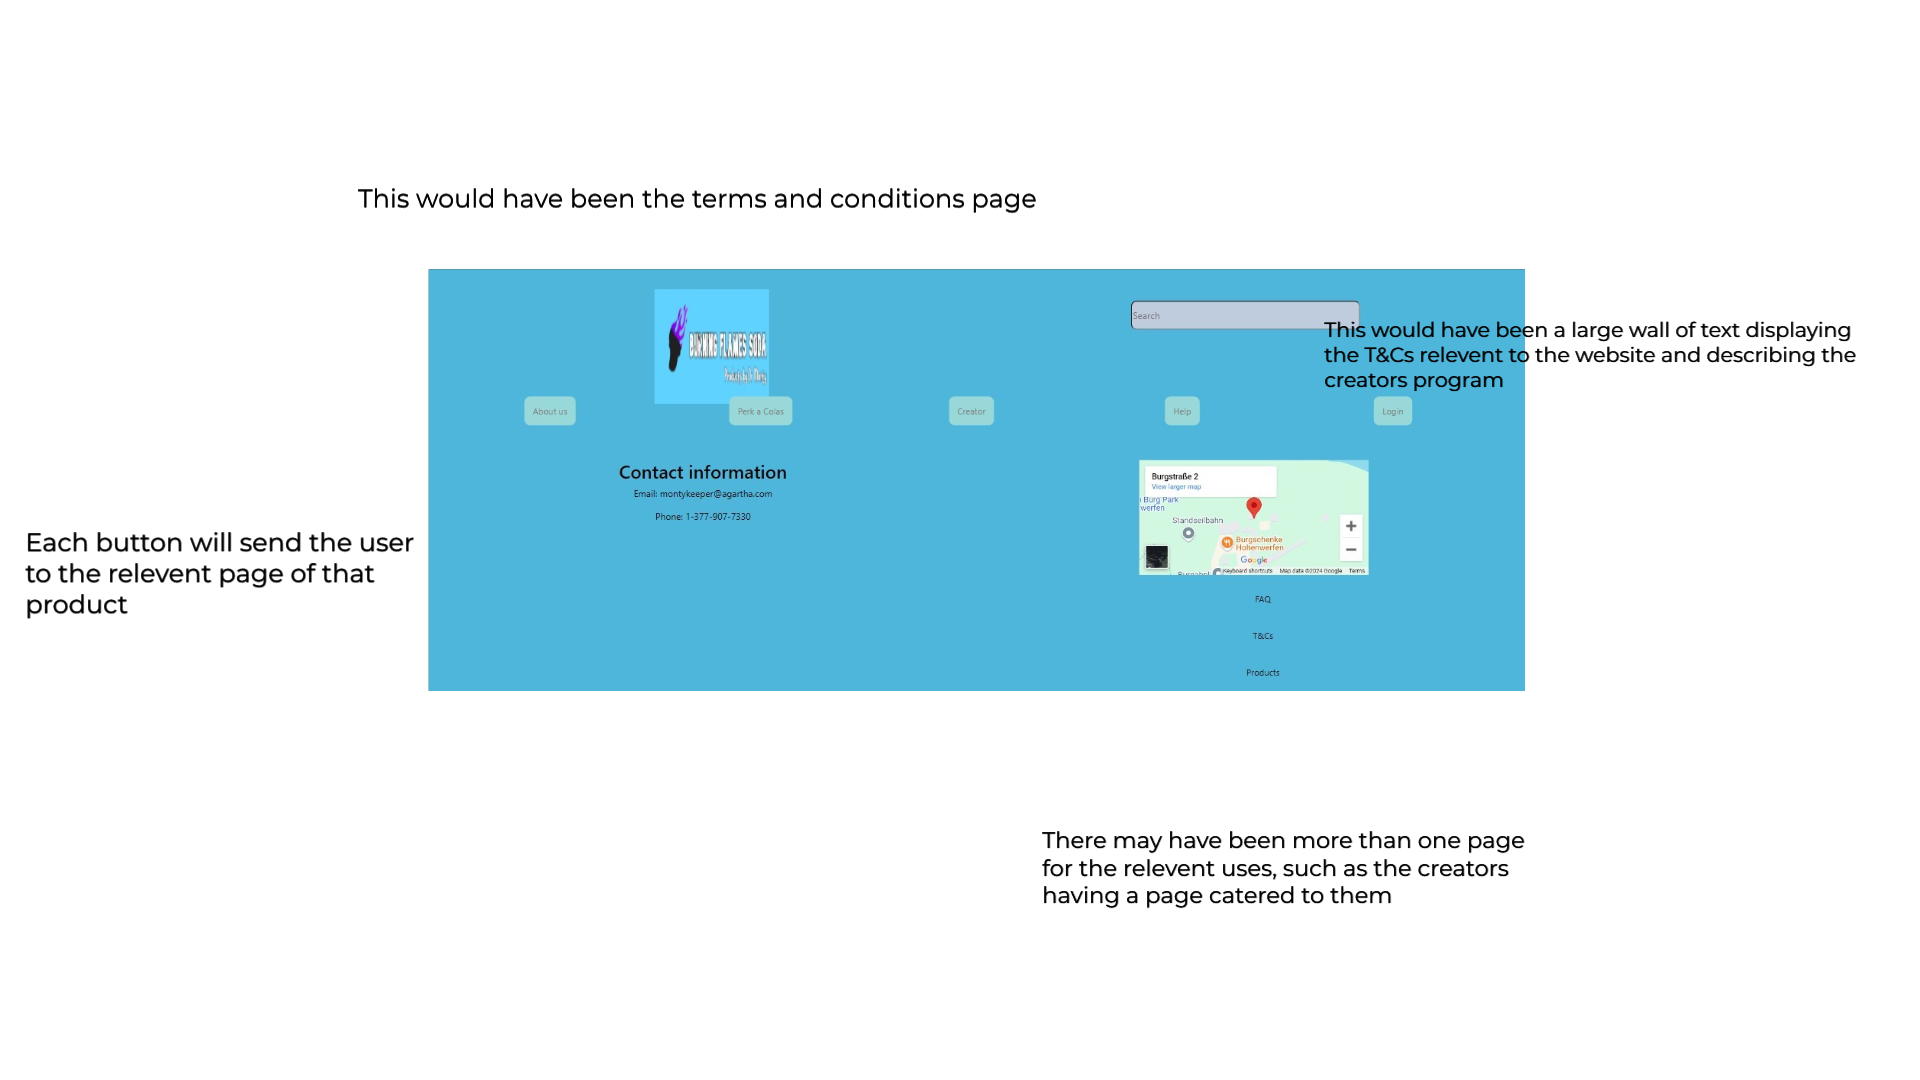 This would have been the terms and conditions page
BURNING FLAMES SODA
Search
This would have been a large wall of text displaying
the T&Cs relevent to the website and describing the
creators program
About us
Perk a Colas
Creator
Help
Login
Contact information
Email: montykeeper@agartha.com
Phone: 1-377-907-7330
Burgstraße 2
View larger map
Burg Park
werfen
Standseilbahn
Burgschenke
Hohenwerfen
Google
Keyboard shortcuts Map data ©2024 Google Terms
FAQ
T&Cs
Products
Each button will send the user
to the relevent page of that
product
There may have been more than one page
for the relevent uses, such as the creators
having a page catered to them